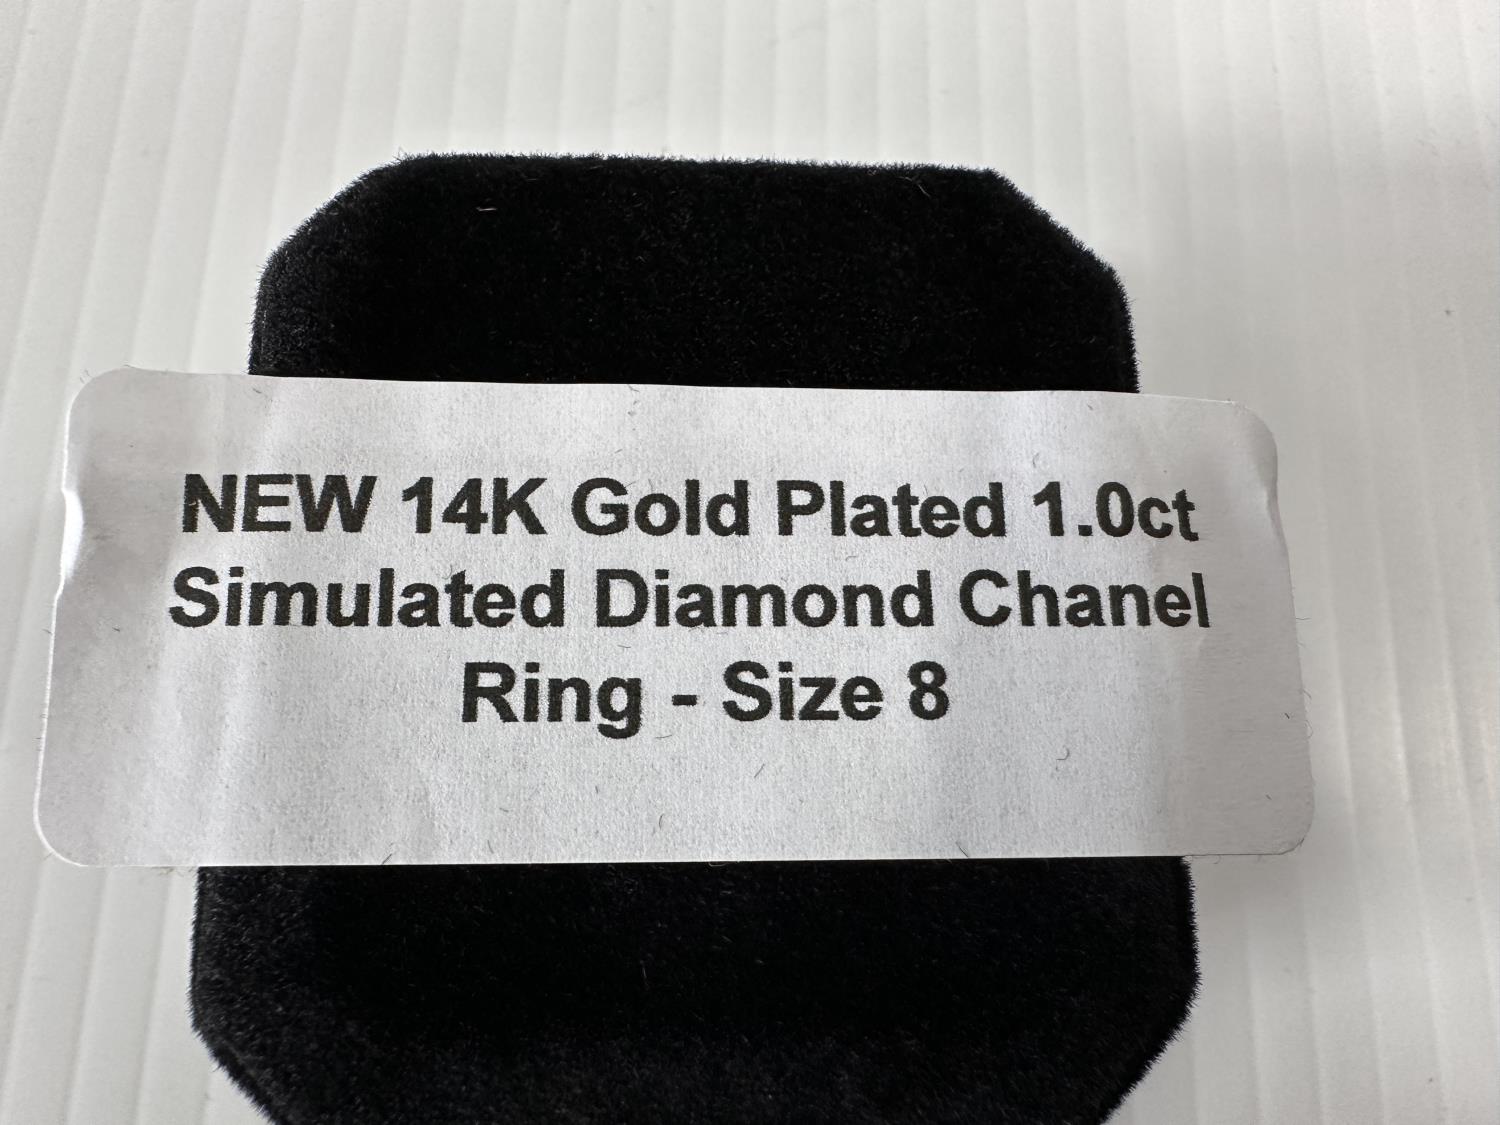 NEW 14K Gold Plated 1.0ct
Simulated Diamond Chanel
Ring - Size 8